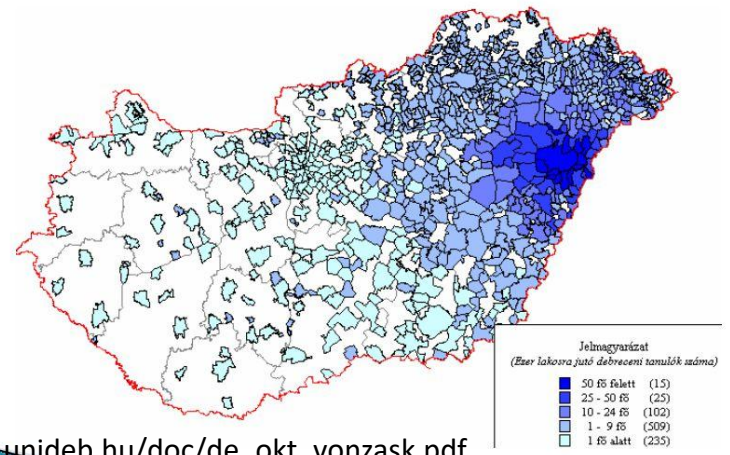 Jelmagyarázat
(Ezer lakosra jutó debreceni tanulók száma)
50 fő felett (15)
25 - 50 fő (25)
10 - 24 fő (102)
1 - 9 fő (509)
1 fő alatt (235)
unideb.hu/doc/de_okt_vonzask.pdf